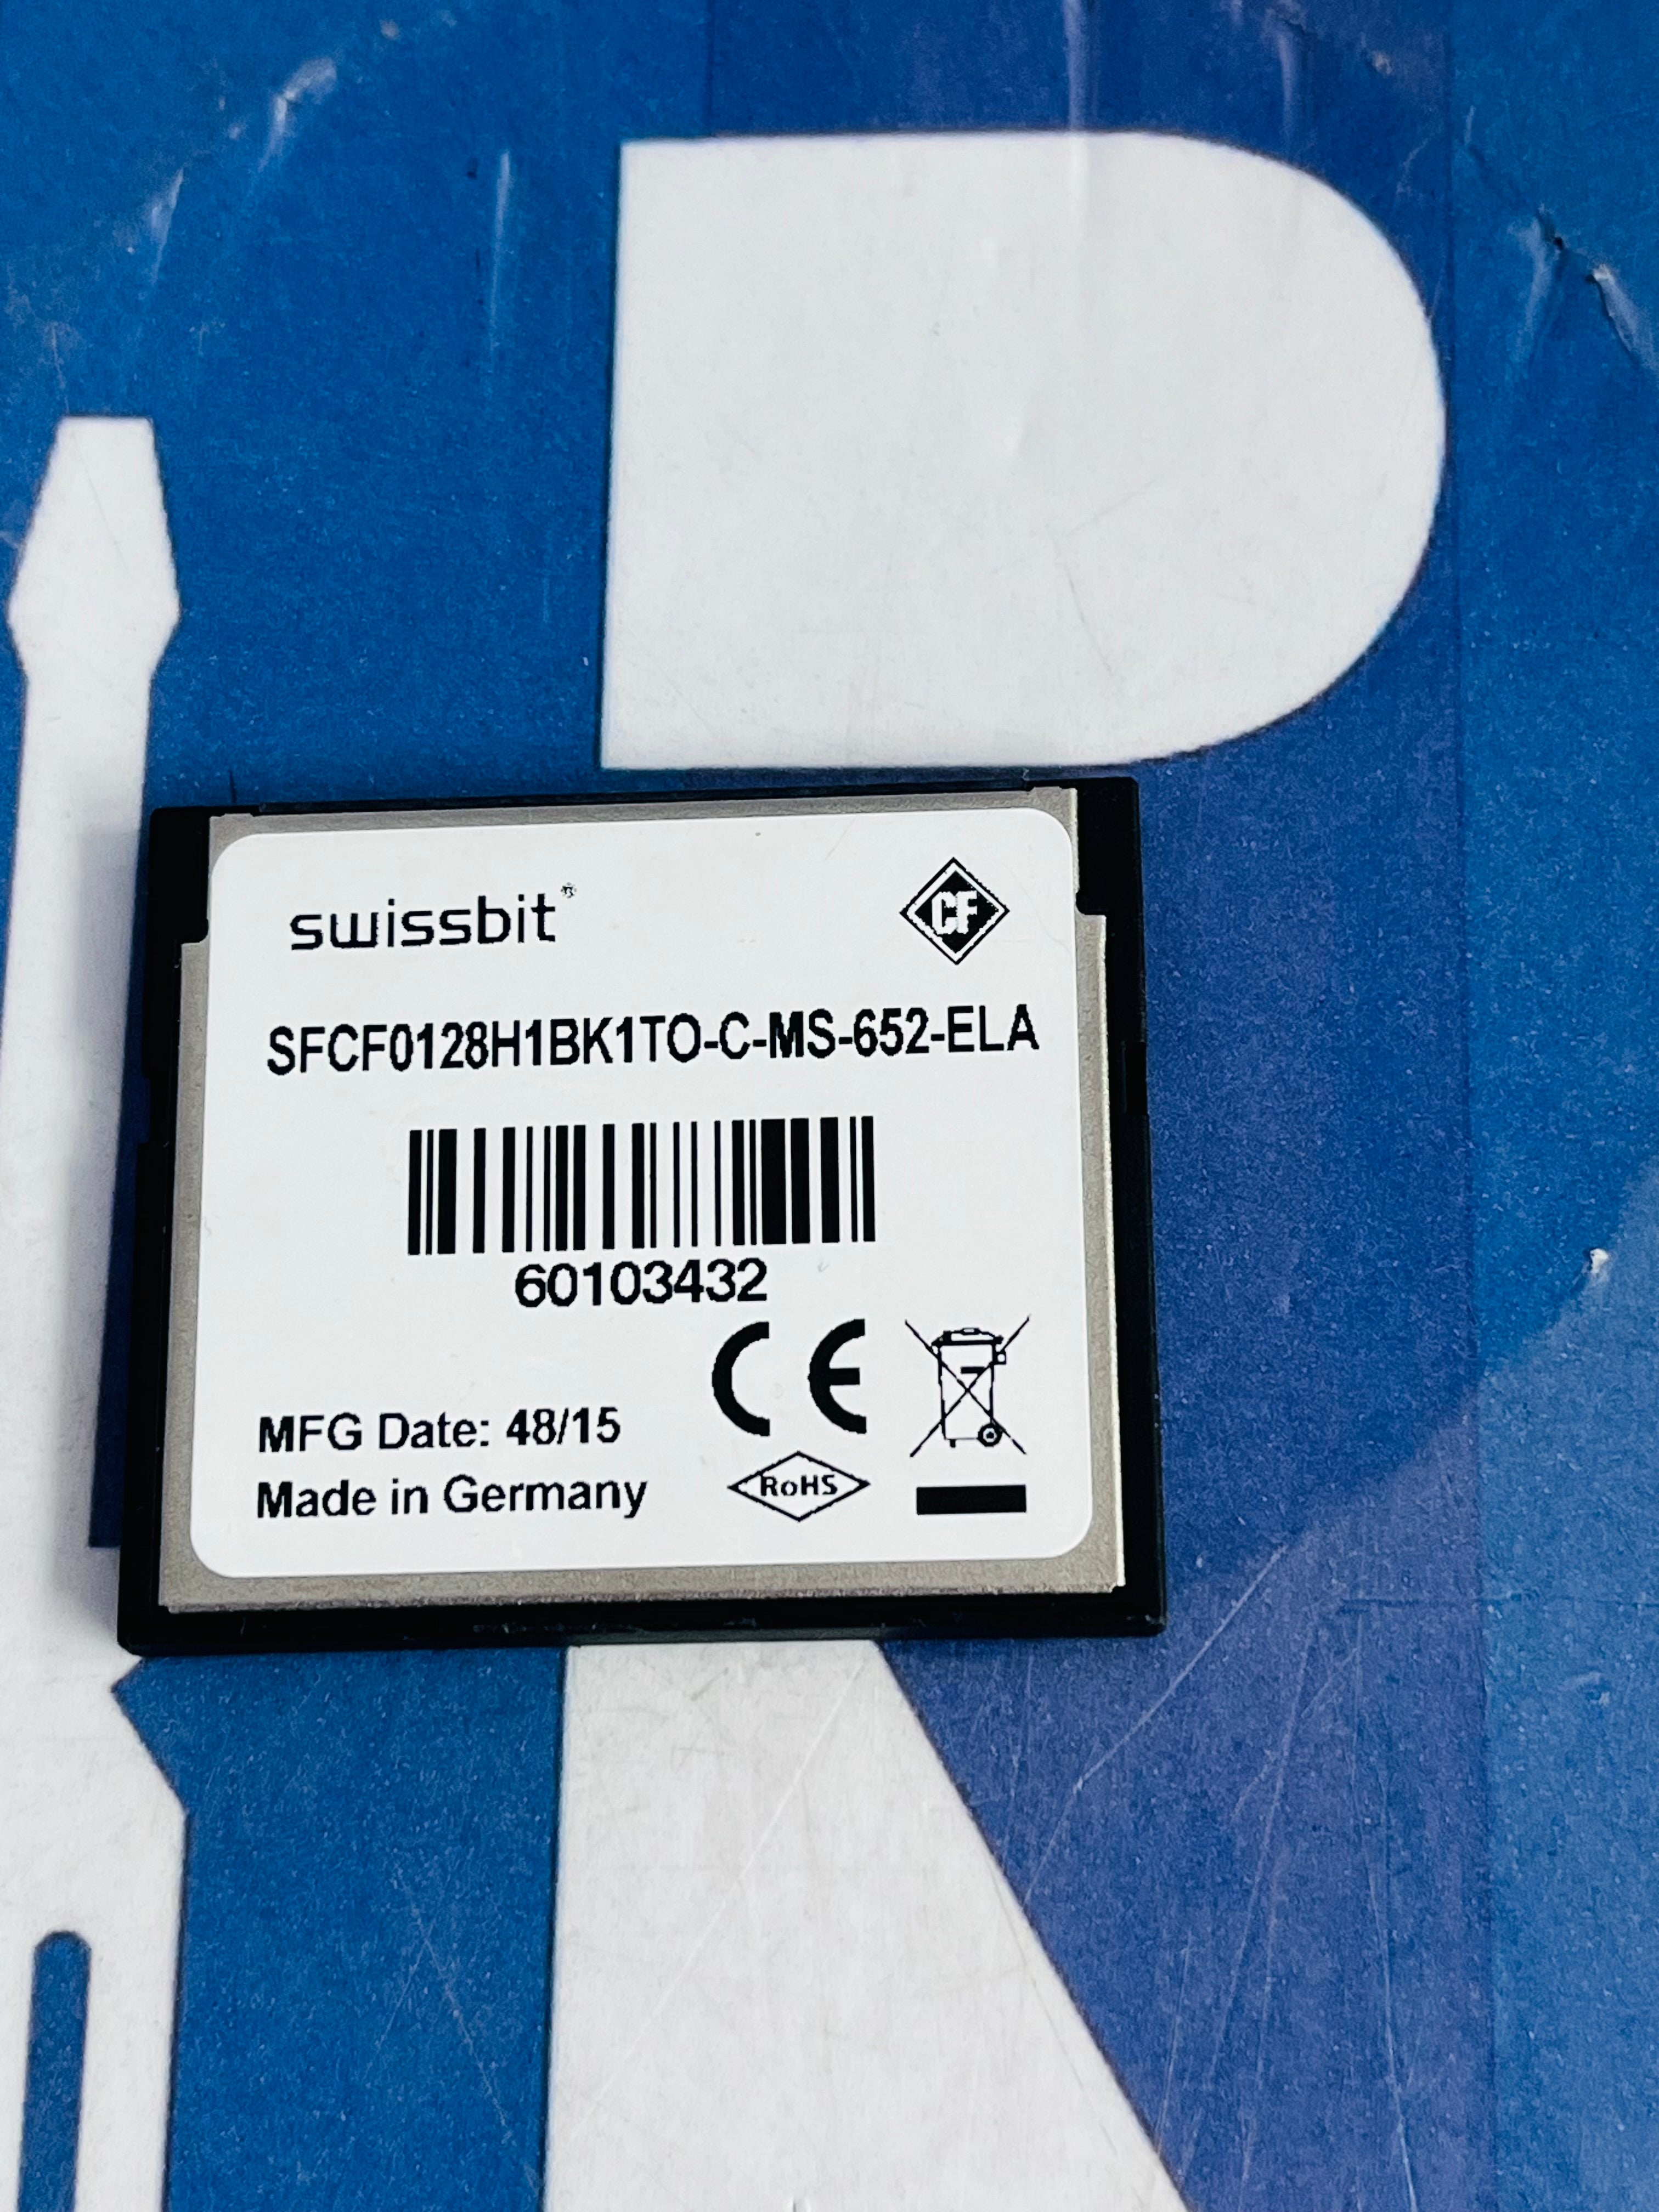 swissbit®
CF
SFCF0128H1BK1TO-C-MS-652-ELA
60103432
CE
MFG Date: 48/15
Made in Germany
RoHS